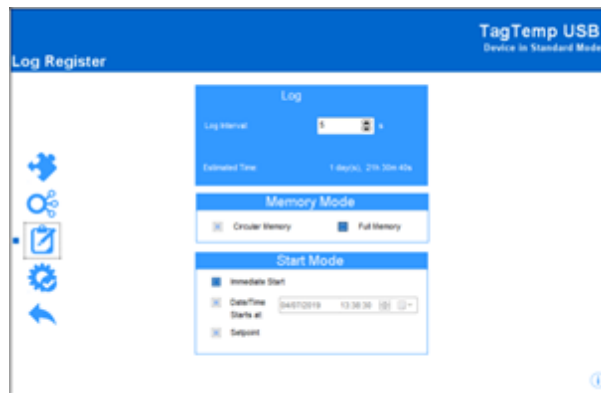 TagTemp USB
Device in Standard Mode
Log Register
Log
Log Interval: 5 s
Estimated Time: 1 day(s), 21h 30m 40s
Memory Mode
Circular Memory Full Memory
Start Mode
Immediate Start
Date/Time 04/07/2019 13:38:30
Starts at:
Setpoint